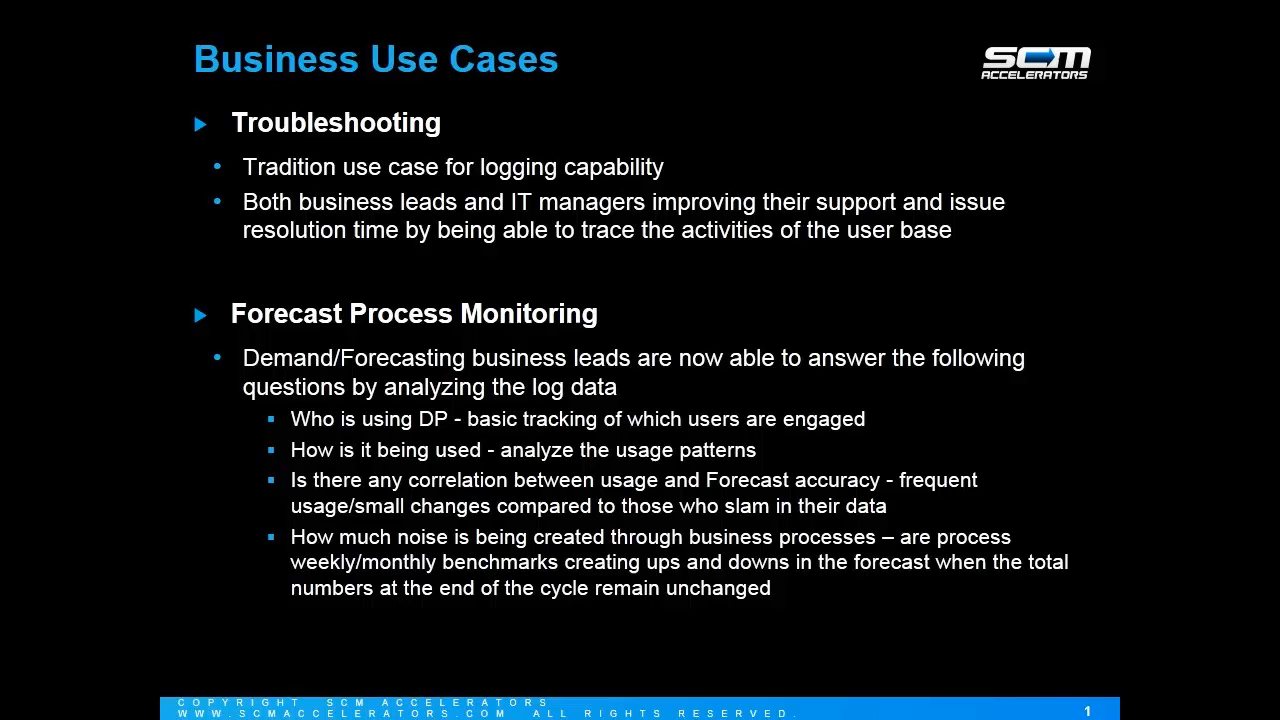 Business Use Cases
SCM
ACCELERATORS
Troubleshooting
• Tradition use case for logging capability
• Both business leads and IT managers improving their support and issue
resolution time by being able to trace the activities of the user base
Forecast Process Monitoring
• Demand/Forecasting business leads are now able to answer the following
questions by analyzing the log data
▪ Who is using DP - basic tracking of which users are engaged
▪ How is it being used - analyze the usage patterns
▪ Is there any correlation between usage and Forecast accuracy - frequent
usage/small changes compared to those who slam in their data
▪ How much noise is being created through business processes – are process
weekly/monthly benchmarks creating ups and downs in the forecast when the total
numbers at the end of the cycle remain unchanged
COPYRIGHT SCM ACCELERATORS
WWW.SCMACCELERATORS.COM ALL RIGHTS RESERVED.
1